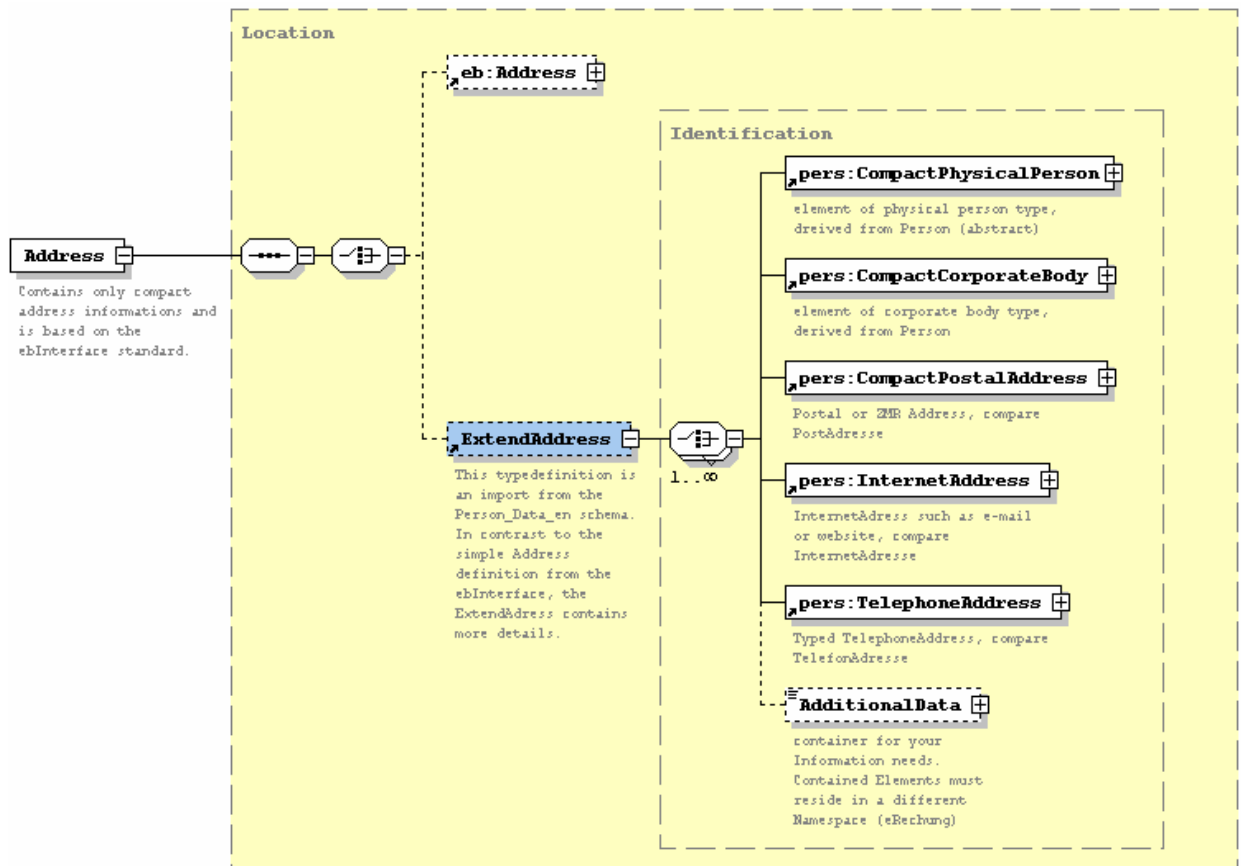 Location
eb:Address
Identification
pers:CompactPhysicalPerson
element of physical person type,
dreived from Person (abstract)
Address
Contains only compact
address informations and
is based on the
ebInterface standard.
pers:CompactCorporateBody
element of corporate body type,
derived from Person
pers:CompactPostalAddress
Postal or ZMR Address, compare
PostAdresse
ExtendAddress
This typedefinition is
an import from the
Person_Data_en schema.
In contrast to the
simple Address
definition from the
ebInterface, the
ExtendAdress contains
more details.
1..∞
pers:InternetAddress
InternetAdress such as e-mail
or website, compare
InternetAdresse
pers:TelephoneAddress
Typed TelephoneAddress, compare
TelefonAdresse
AdditionalData
container for your
Information needs.
Contained Elements must
reside in a different
Namespace (eRechung)